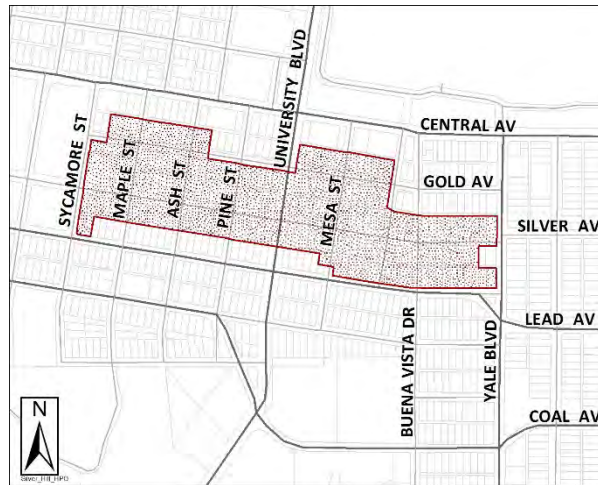 UNIVERSITY BLVD
CENTRAL AV
SYCAMORE ST
MAPLE ST
ASH ST
PINE ST
GOLD AV
MESA ST
SILVER AV
LEAD AV
BUENA VISTA DR
YALE BLVD
COAL AV
N
Silver_Hill_HPO